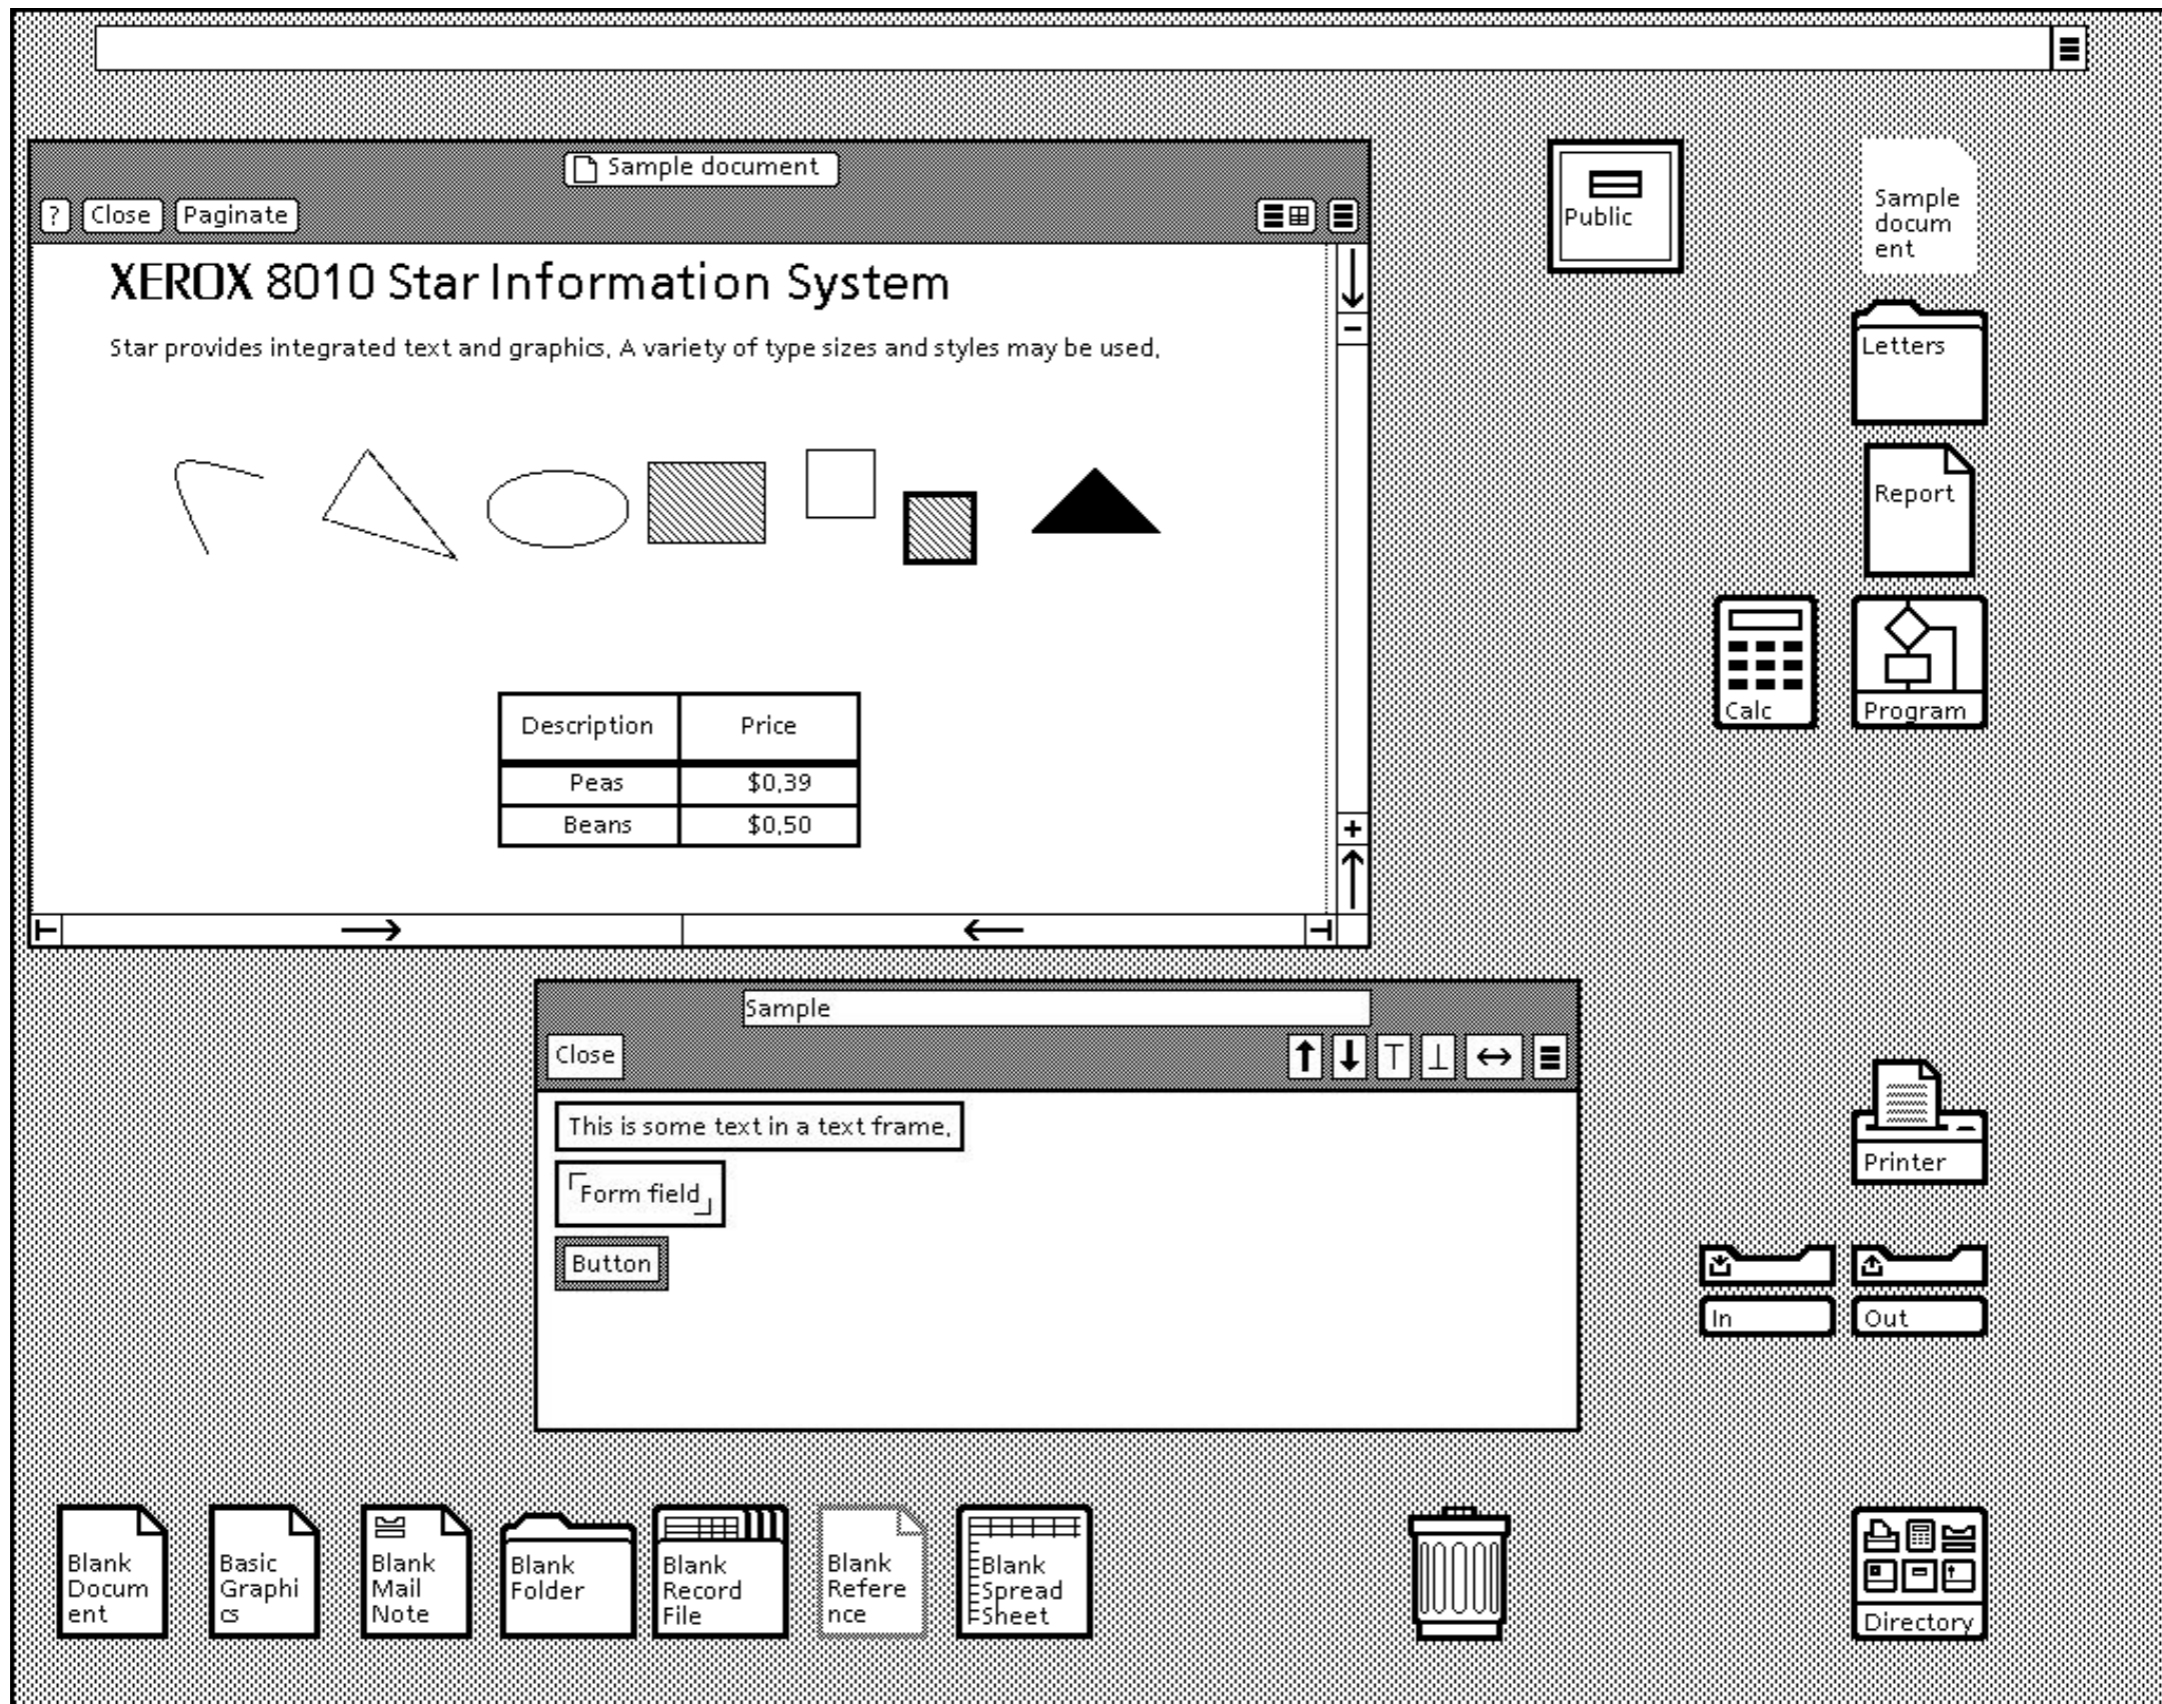 Sample document
? Close Paginate
XEROX 8010 Star Information System
Star provides integrated text and graphics. A variety of type sizes and styles may be used.
Description Price
Peas $0.39
Beans $0.50
Public
Sample
docum
ent
Letters
Report
Calc
Program
Sample
Close
This is some text in a text frame.
Form field
Button
Printer
In
Out
Blank
Docum
ent
Basic
Graphi
cs
Blank
Mail
Note
Blank
Folder
Blank
Record
File
Blank
Refere
nce
Blank
Spread
Sheet
Directory